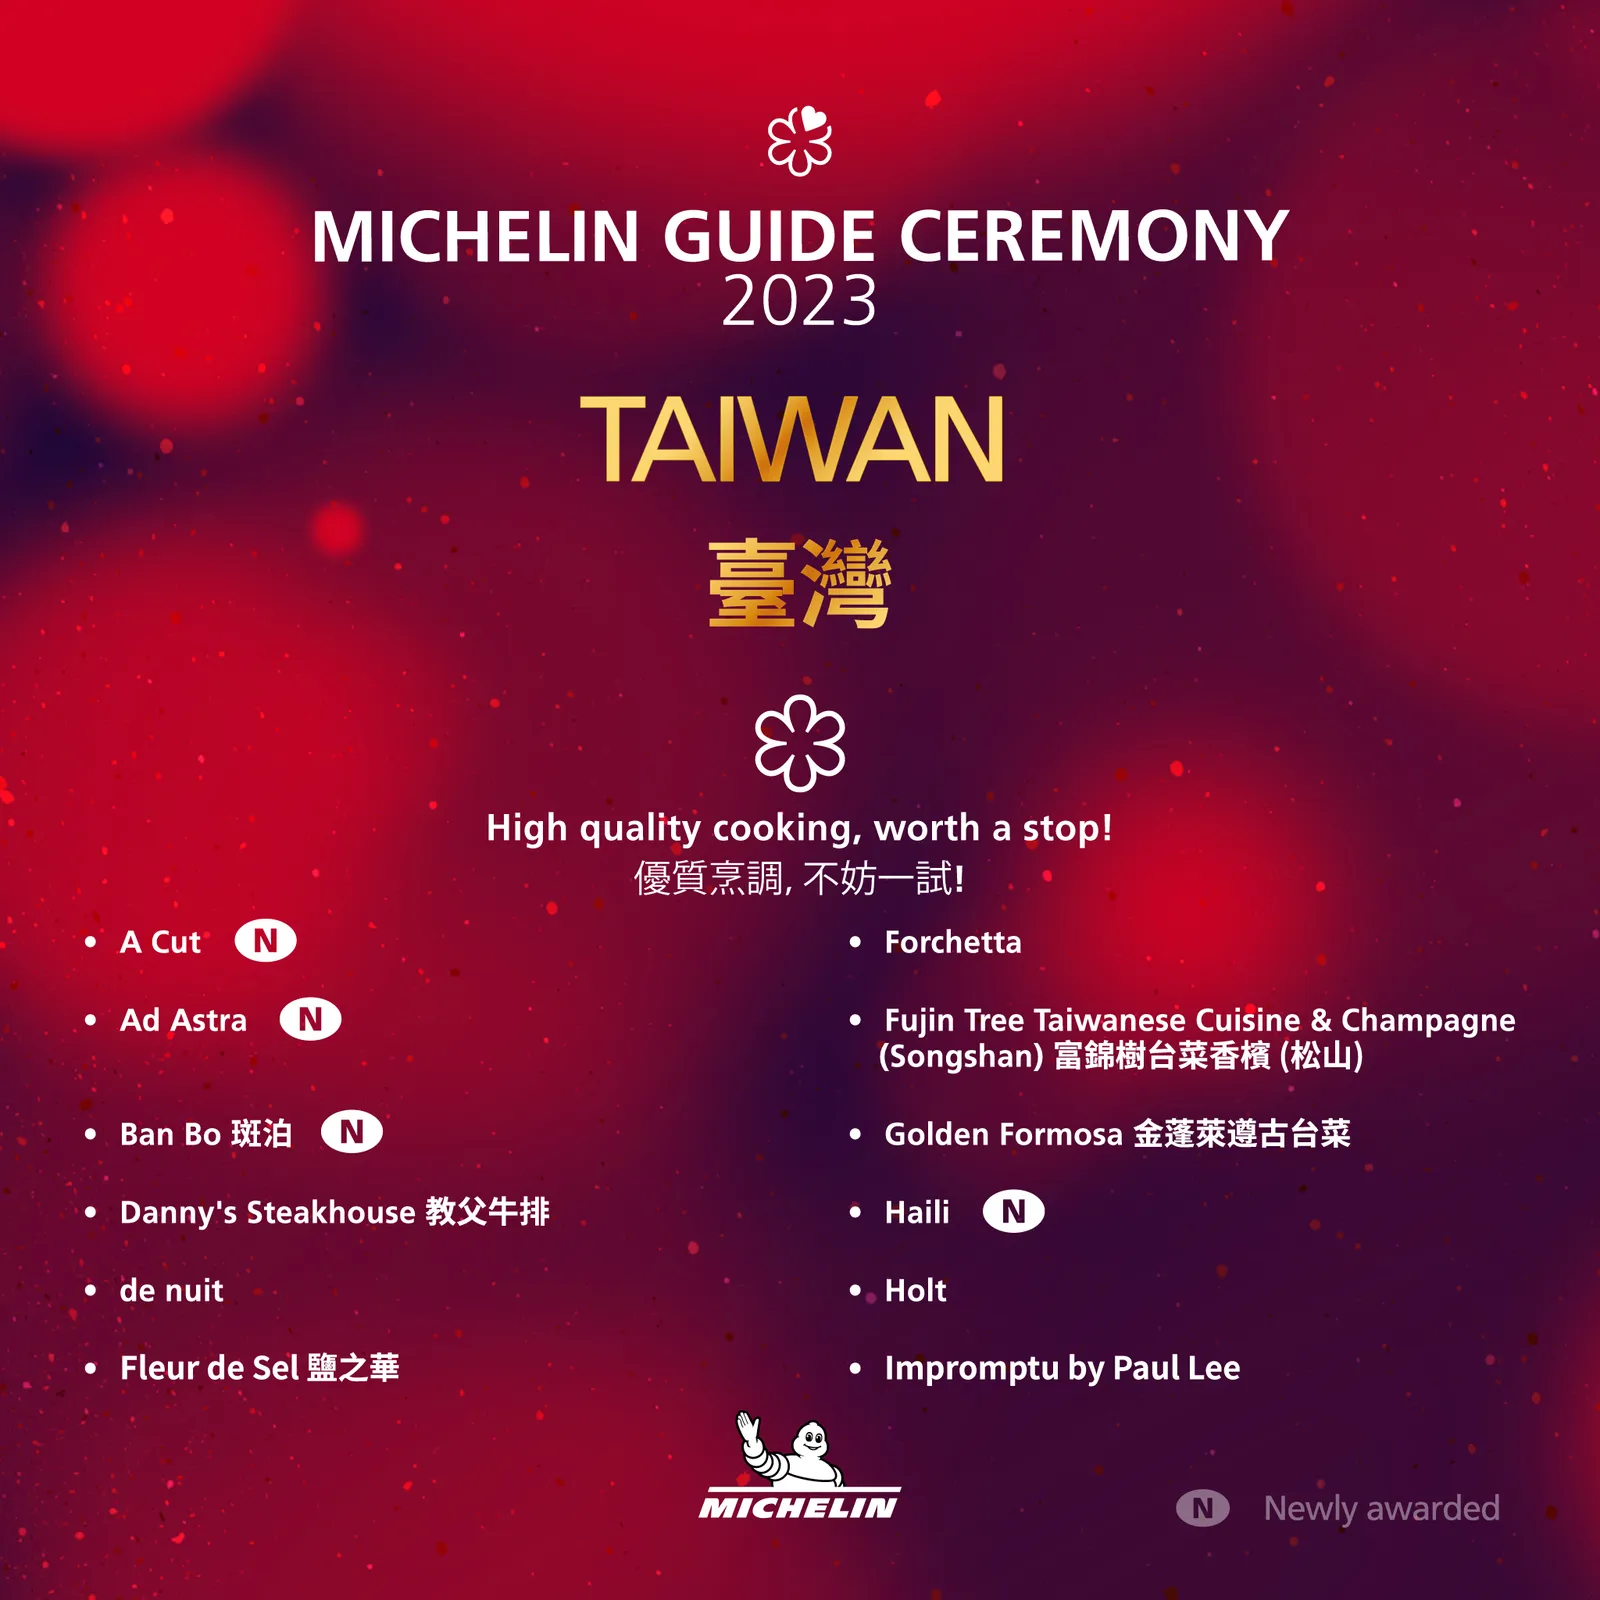 MICHELIN GUIDE CEREMONY
2023
TAIWAN
臺灣
High quality cooking, worth a stop!
優質烹調, 不妨一試!
• A Cut N
• Ad Astra N
• Ban Bo 斑泊 N
• Danny's Steakhouse 教父牛排
• de nuit
• Fleur de Sel 鹽之華
• Forchetta
• Fujin Tree Taiwanese Cuisine & Champagne
(Songshan) 富錦樹台菜香檳 (松山)
• Golden Formosa 金蓬萊遵古台菜
• Haili N
• Holt
• Impromptu by Paul Lee
MICHELIN
N Newly awarded